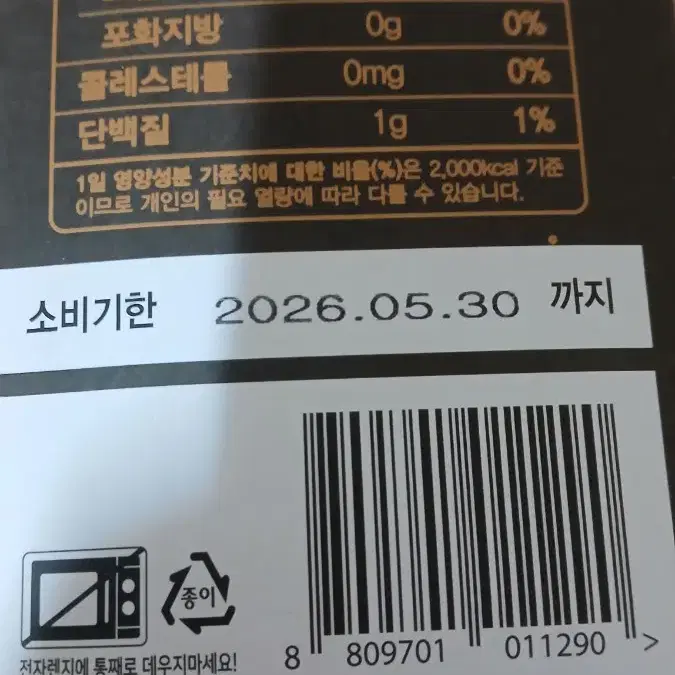 포화지방 0g 0%
콜레스테롤 0mg 0%
단백질 1g 1%
1일 영양성분 기준치에 대한 비율(%)은 2,000kcal 기준
이므로 개인의 필요 열량에 따라 다를 수 있습니다.
소비기한 2026.05.30 까지
종이
전자렌지에 통째로 데우지마세요!
8 809701 011290 >